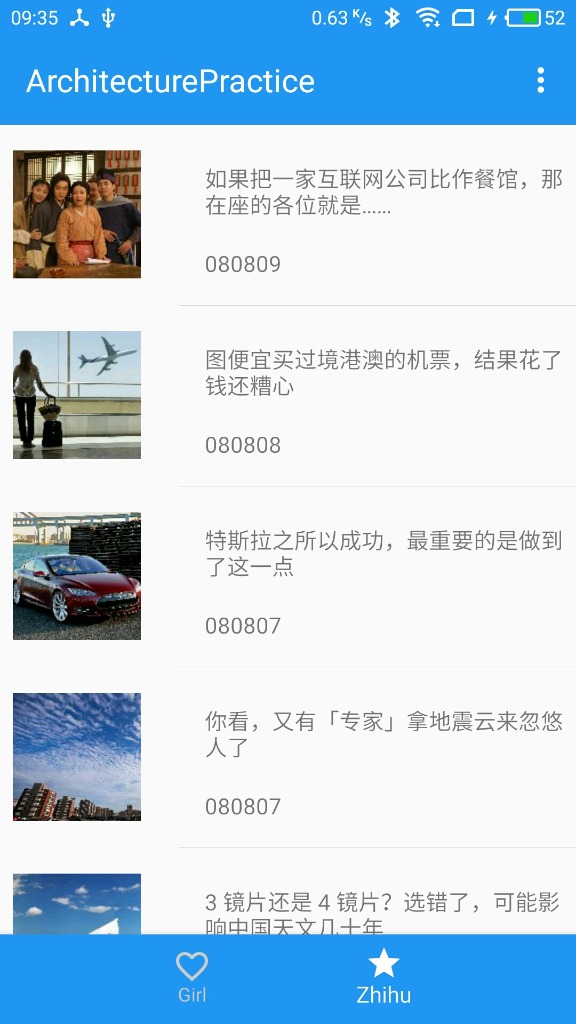 09:35
0.63 K/s
52
ArchitecturePractice
如果把一家互联网公司比作餐馆，那
在座的各位就是……
080809
图便宜买过境港澳的机票，结果花了
钱还糟心
080808
特斯拉之所以成功，最重要的是做到
了这一点
080807
你看，又有「专家」拿地震云来忽悠
人了
080807
3 镜片还是 4 镜片？选错了，可能影
响中国天文几十年
Girl
Zhihu